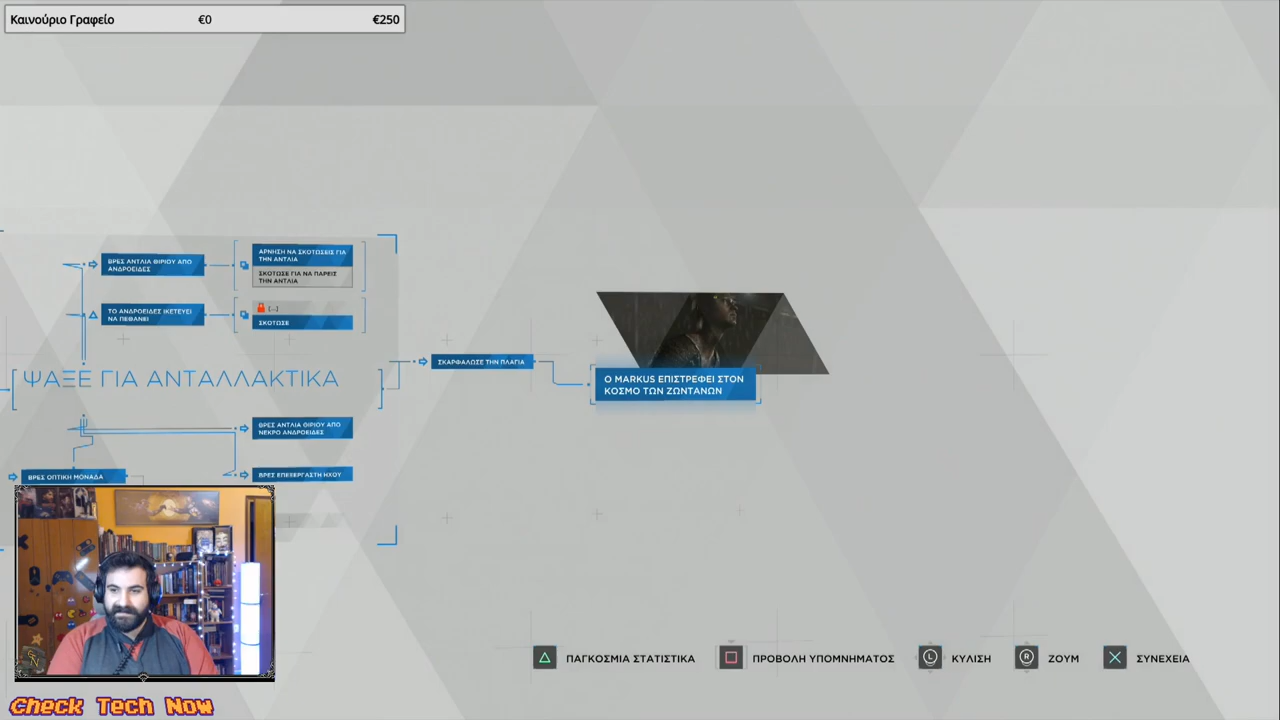 Καινούριο Γραφείο €0 €250
ΒΡΕΣ ΑΝΤΛΙΑ ΘΙΡΙΟΥ ΑΠΟ
ΑΝΔΡΟΕΙΔΕΣ
ΑΡΝΗΣΗ ΝΑ ΣΚΟΤΩΣΕΙΣ ΓΙΑ
ΤΗΝ ΑΝΤΛΙΑ
ΣΚΟΤΩΣΕ ΓΙΑ ΝΑ ΠΑΡΕΙΣ
ΤΗΝ ΑΝΤΛΙΑ
ΤΟ ΑΝΔΡΟΕΙΔΕΣ ΙΚΕΤΕΥΕΙ
ΝΑ ΠΕΘΑΝΕΙ
[...]
ΣΚΟΤΩΣΕ
ΨΑΞΕ ΓΙΑ ΑΝΤΑΛΛΑΚΤΙΚΑ
ΣΚΑΡΦΑΛΩΣΕ ΤΗΝ ΠΛΑΓΙΑ
Ο MARKUS ΕΠΙΣΤΡΕΦΕΙ ΣΤΟΝ
ΚΟΣΜΟ ΤΩΝ ΖΩΝΤΑΝΩΝ
ΒΡΕΣ ΑΝΤΛΙΑ ΘΙΡΙΟΥ ΑΠΟ
ΝΕΚΡΟ ΑΝΔΡΟΕΙΔΕΣ
ΒΡΕΣ ΟΠΤΙΚΗ ΜΟΝΑΔΑ
ΒΡΕΣ ΕΠΕΞΕΡΓΑΣΤΗ ΗΧΟΥ
ΠΑΓΚΟΣΜΙΑ ΣΤΑΤΙΣΤΙΚΑ
ΠΡΟΒΟΛΗ ΥΠΟΜΝΗΜΑΤΟΣ
L ΚΥΛΙΣΗ
R ΖΟΥΜ
ΣΥΝΕΧΕΙΑ
Check Tech Now